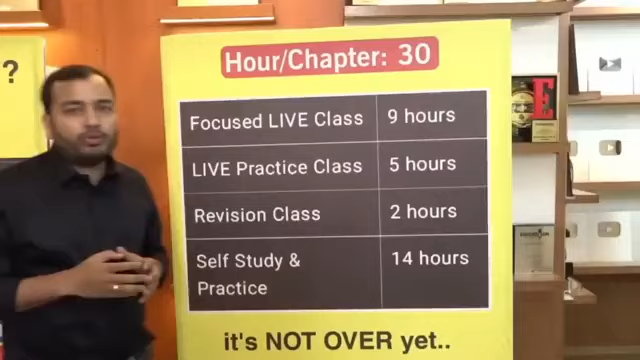 ?
Hour/Chapter: 30
Focused LIVE Class 9 hours
LIVE Practice Class 5 hours
Revision Class 2 hours
Self Study & 14 hours
Practice
it's NOT OVER yet..
E